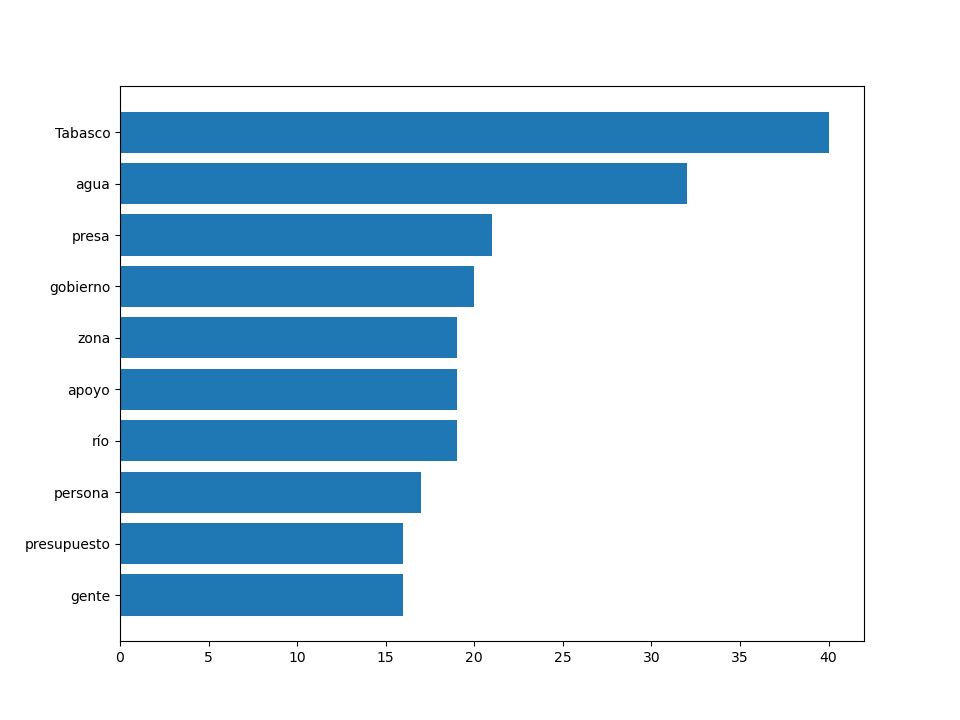 Tabasco
agua
presa
gobierno
zona
apoyo
río
persona
presupuesto
gente
0 5 10 15 20 25 30 35 40